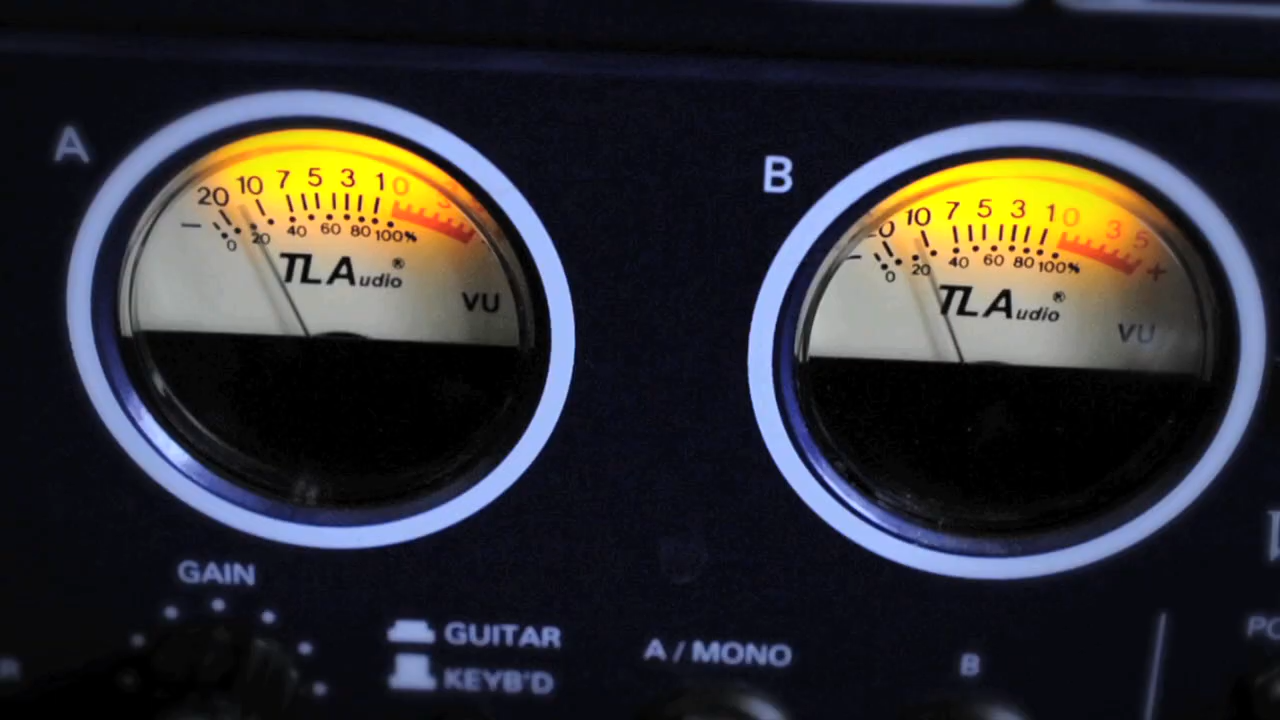 A
20 10 7 5 3 1 0
- 0 20 40 60 80 100%
TLAudio®
VU
B
10 7 5 3 1 0 3 5
- 0 20 40 60 80 100% +
TLAudio®
VU
GAIN
GUITAR
KEYB'D
A / MONO
B